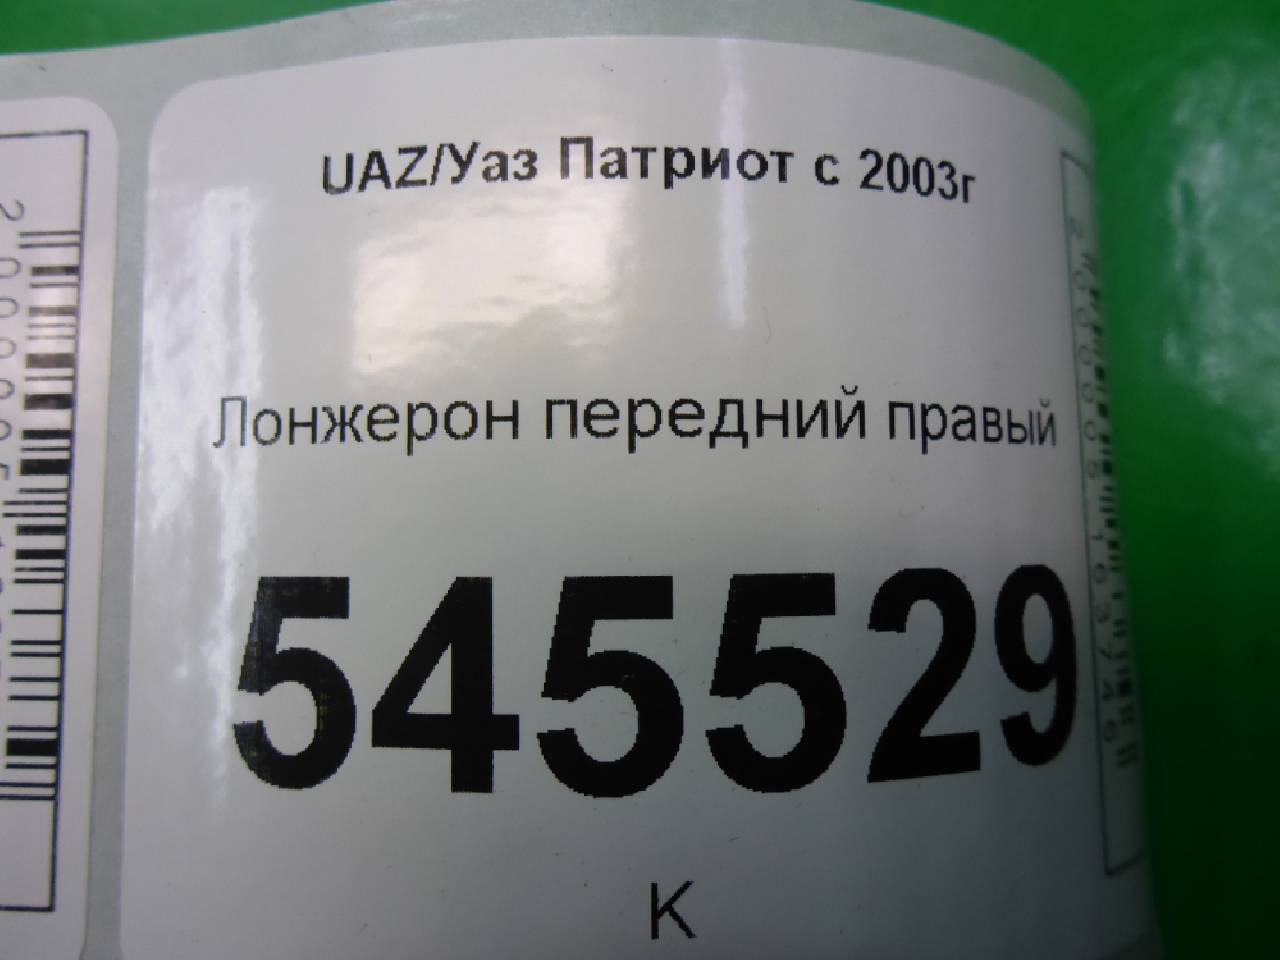 UAZ/Уаз Патриот с 2003г
Лонжерон передний правый
545529
К